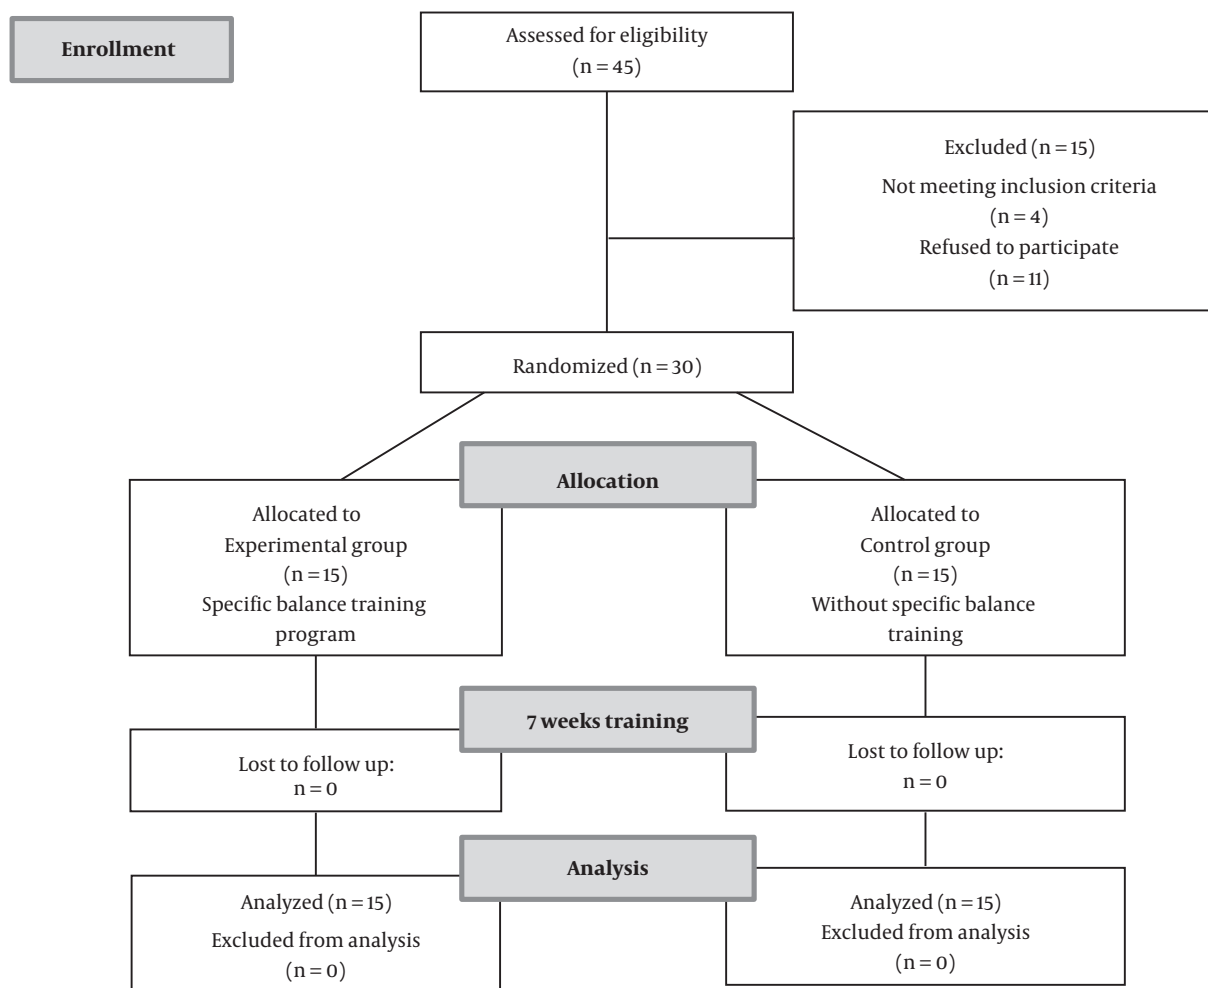 Enrollment
Assessed for eligibility
(n = 45)
Excluded (n = 15)
Not meeting inclusion criteria
(n = 4)
Refused to participate
(n = 11)
Randomized (n = 30)
Allocation
Allocated to
Experimental group
(n = 15)
Specific balance training
program
Allocated to
Control group
(n = 15)
Without specific balance
training
7 weeks training
Lost to follow up:
n = 0
Lost to follow up:
n = 0
Analysis
Analyzed (n = 15)
Excluded from analysis
(n = 0)
Analyzed (n = 15)
Excluded from analysis
(n = 0)